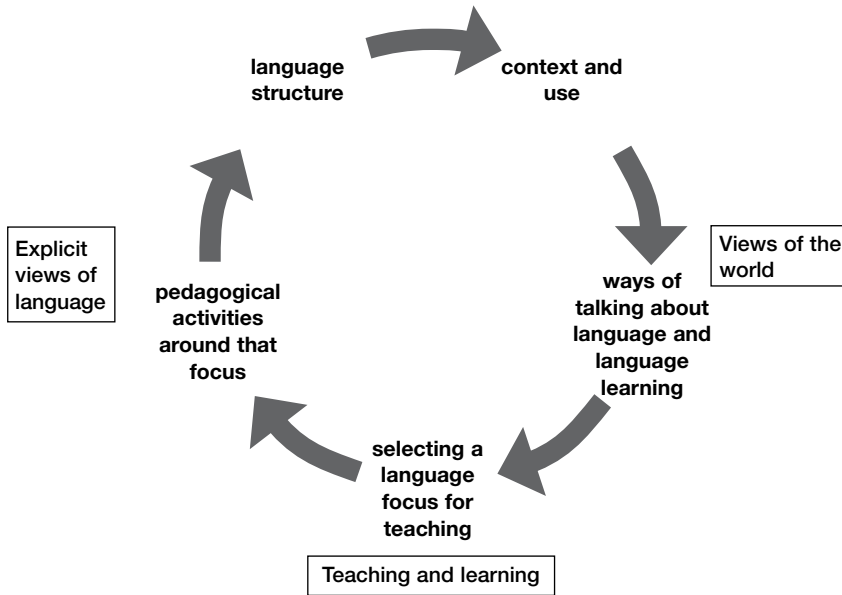 language
structure
context and
use
Views of the
world
ways of
talking about
language and
language
learning
selecting a
language
focus for
teaching
Teaching and learning
pedagogical
activities
around that
focus
Explicit
views of
language